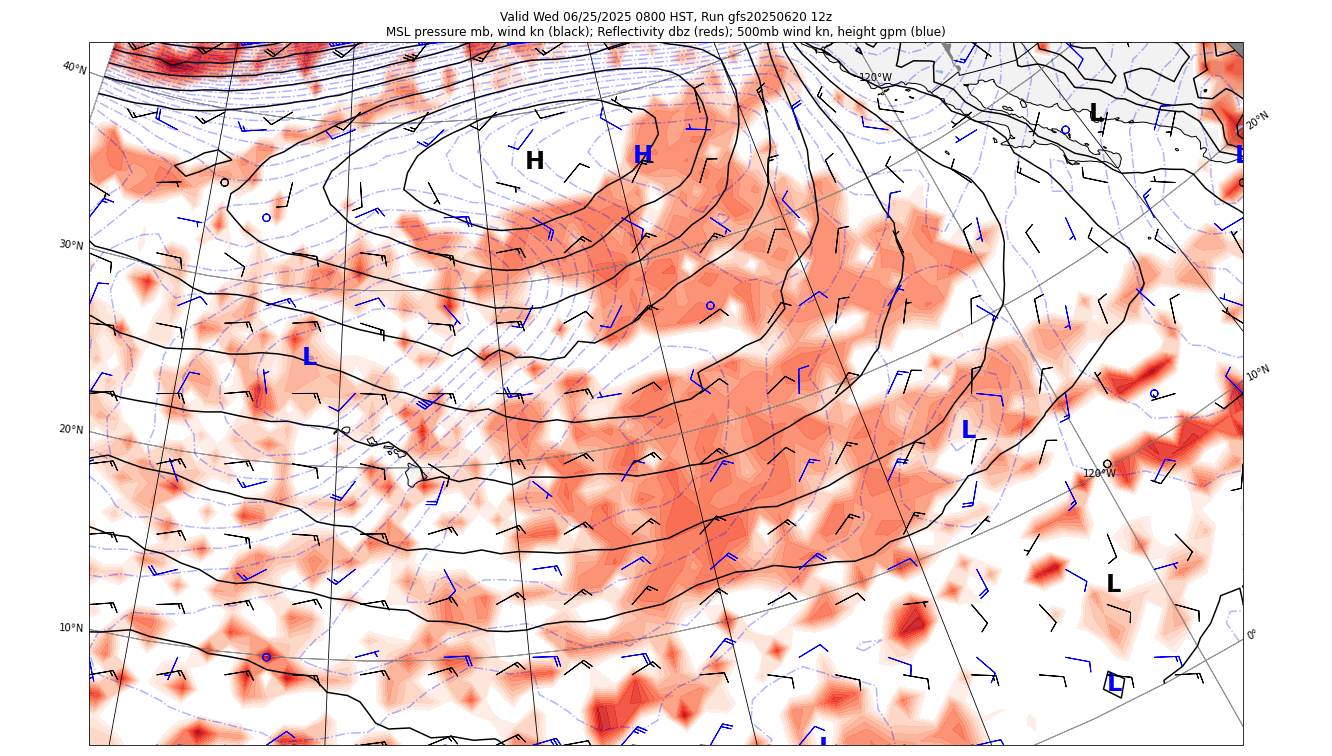 Valid Wed 06/25/2025 0800 HST, Run gfs20250620 12z
MSL pressure mb, wind kn (black); Reflectivity dbz (reds); 500mb wind kn, height gpm (blue)
40°N
120°W
L
20°N
H
H
L
30°N
L
10°N
20°N
L
120°W
L
10°N
0°
L
L